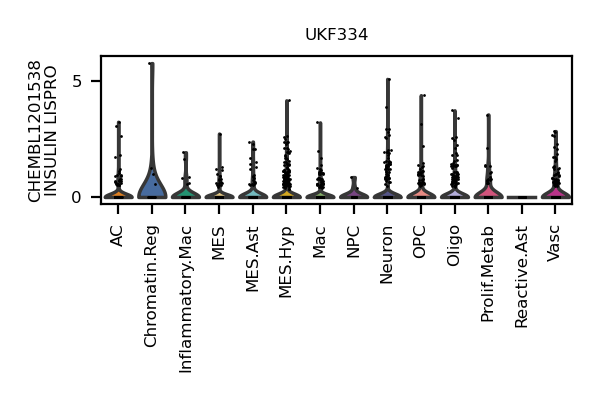 UKF334
CHEMBL1201538
INSULIN LISPRO
5
0
AC
Chromatin.Reg
Inflammatory.Mac
MES
MES.Ast
MES.Hyp
Mac
NPC
Neuron
OPC
Oligo
Prolif.Metab
Reactive.Ast
Vasc